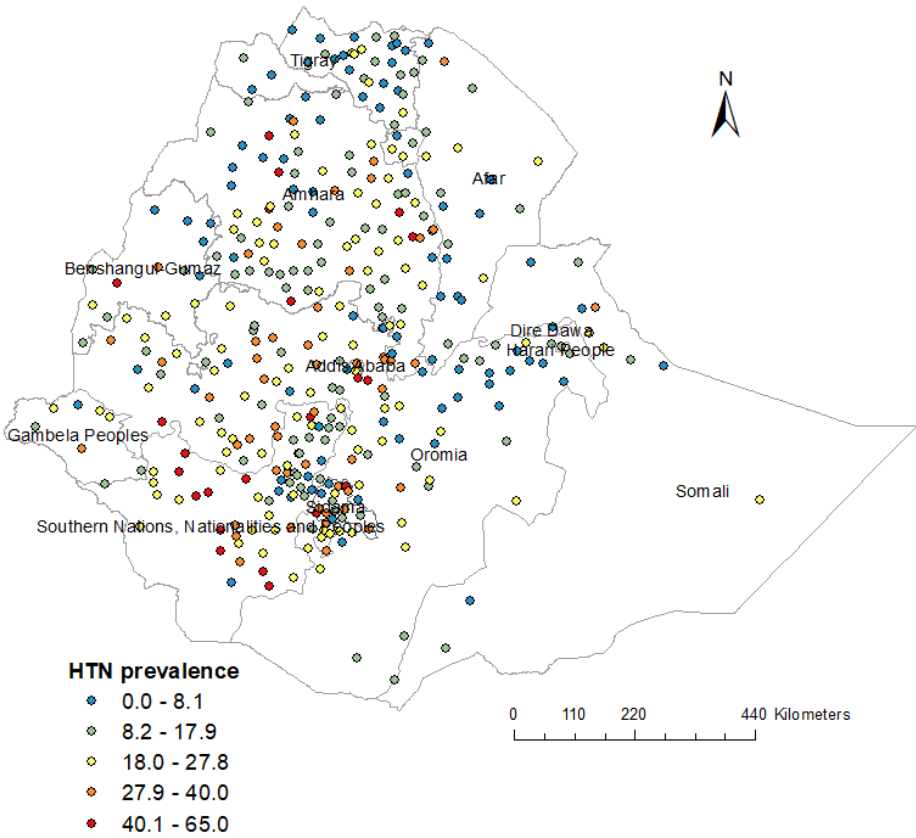 Tigray
N
Afar
Amhara
Benshangul-Gumaz
Dire Dawa
Harari People
Addis Ababa
Gambela Peoples
Oromia
Somali
Sidama
Southern Nations, Nationalities and Peoples
HTN prevalence
0.0 - 8.1
8.2 - 17.9
18.0 - 27.8
27.9 - 40.0
40.1 - 65.0
0 110 220 440 Kilometers